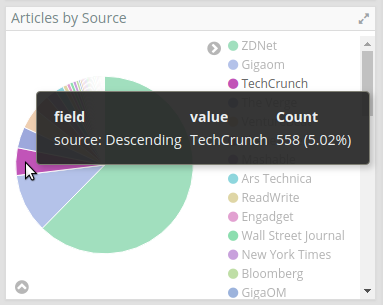 Articles by Source
ZDNet
Gigaom
TechCrunch
field value Count
source: Descending TechCrunch 558 (5.02%)
Ars Technica
ReadWrite
Engadget
Wall Street Journal
New York Times
Bloomberg
GigaOM